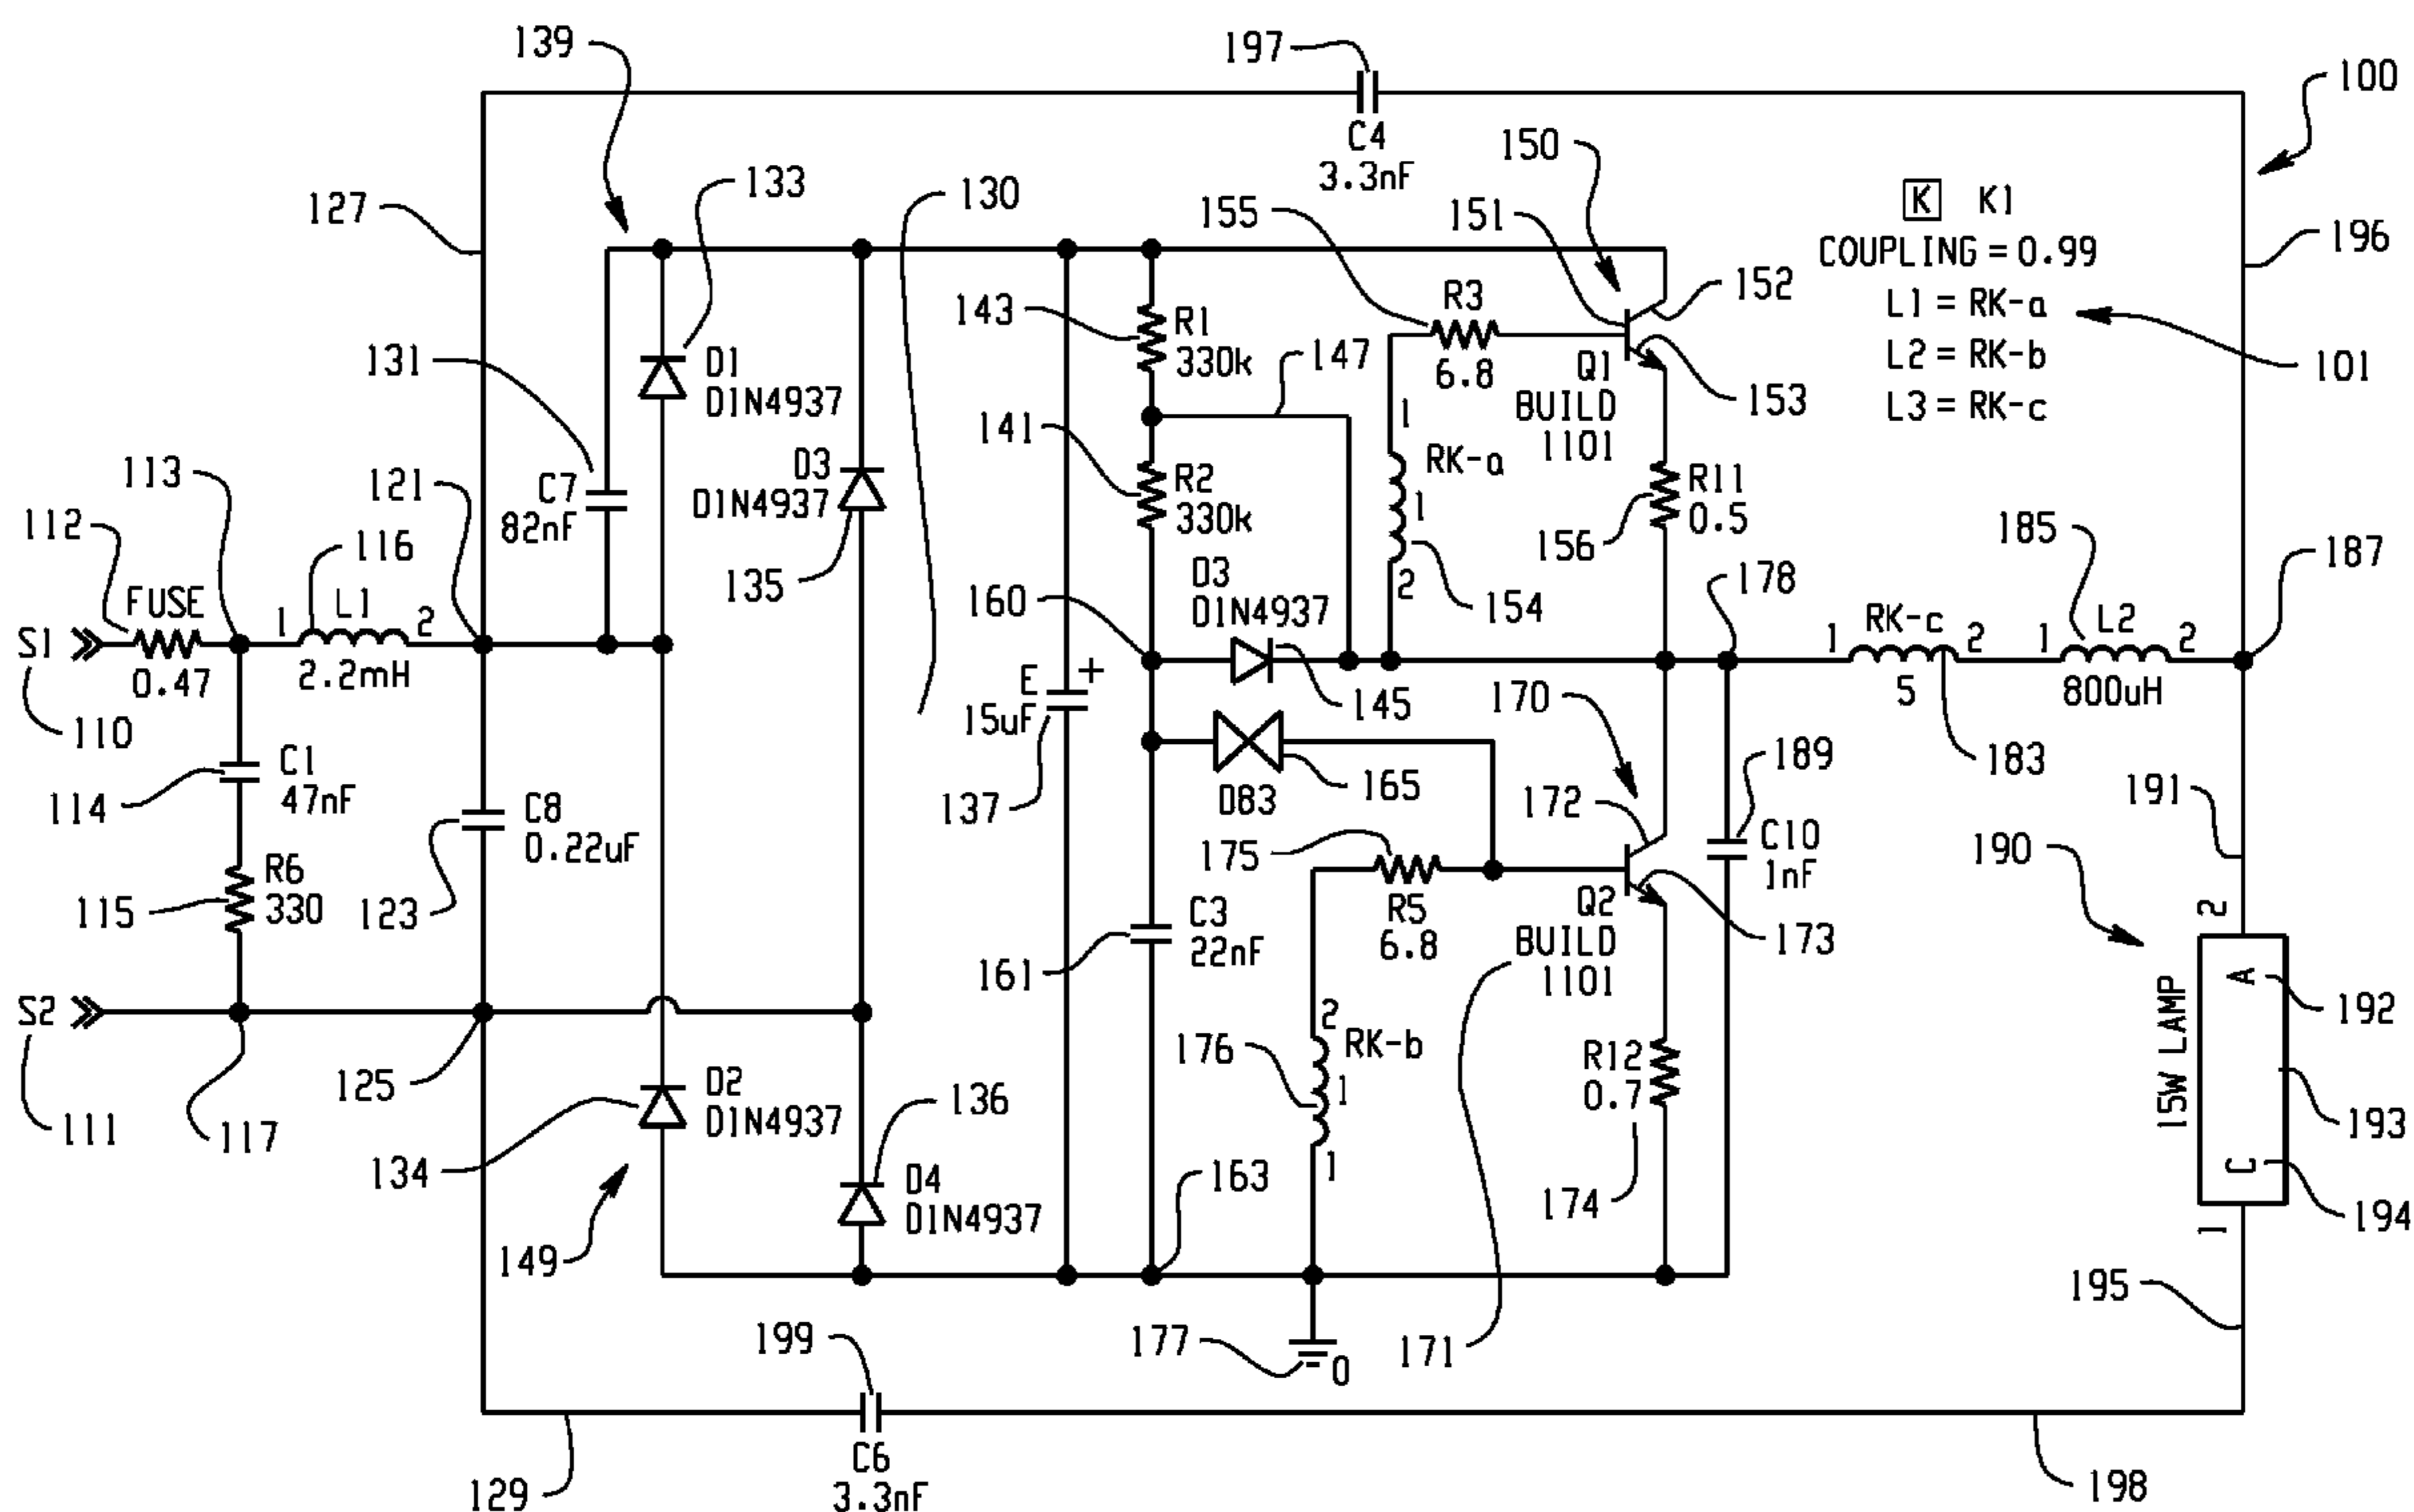 139
197
100
C4
3.3nF
133
130
150
127
155
151
K K1
COUPLING = 0.99
L1 = RK-a
L2 = RK-b
L3 = RK-c
196
152
143
R1
330k
R3
6.8
147
Q1
BUILD
1101
153
101
131
D1
D1N4937
141
R2
330k
1
RK-a
1
2
154
R11
0.5
156
113
121
C7
82nF
D3
D1N4937
135
112
116
185
187
178
160
D3
D1N4937
S1
FUSE
0.47
1
L1
2
2.2mH
RK-c
1
2
5
183
L2
1
2
800uH
110
E
+
15uF
137
145
170
D83
165
189
172
191
190
C1
47nF
114
C8
0.22uF
123
R6
330
115
175
R5
6.8
C10
1nF
Q2
BUILD
1101
173
2
C3
22nF
161
S2
A
192
15W LAMP
193
C
194
1
111
117
125
D2
D1N4937
134
136
2
RK-b
176
1
1
R12
0.7
174
163
149
D4
D1N4937
195
199
177
0
171
129
C6
3.3nF
198